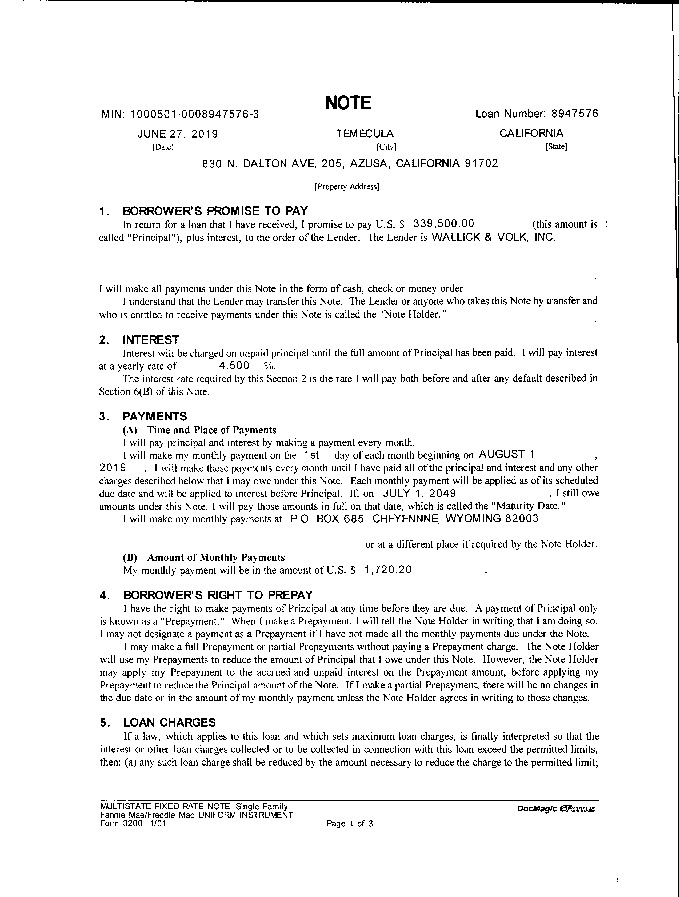 NOTE
MIN: 1000521-0008947576-3 Loan Number: 8947576
JUNE 27, 2019 TEMECULA CALIFORNIA
[Date] [City] [State]
830 N. DALTON AVE, 205, AZUSA, CALIFORNIA 91702
[Property Address]
1. BORROWER'S PROMISE TO PAY
In return for a loan that I have received, I promise to pay U.S. $ 339,500.00 (this amount is
called "Principal"), plus interest, to the order of the Lender. The Lender is WALLICK & VOLK, INC.
I will make all payments under this Note in the form of cash, check or money order
I understand that the Lender may transfer this Note. The Lender or anyone who takes this Note by transfer and
who is entitled to receive payments under this Note is called the "Note Holder."
2. INTEREST
Interest will be charged on unpaid principal until the full amount of Principal has been paid. I will pay interest
at a yearly rate of 4.500 %.
The interest rate required by this Section 2 is the rate I will pay both before and after any default described in
Section 6(B) of this Note.
3. PAYMENTS
(A) Time and Place of Payments
I will pay principal and interest by making a payment every month.
I will make my monthly payment on the 1st day of each month beginning on AUGUST 1 ,
2019 . I will make these payments every month until I have paid all of the principal and interest and any other
charges described below that I may owe under this Note. Each monthly payment will be applied as of its scheduled
due date and will be applied to interest before Principal. If, on JULY 1, 2049 , I still owe
amounts under this Note, I will pay those amounts in full on that date, which is called the "Maturity Date."
I will make my monthly payments at P O BOX 685, CHEYENNNE, WYOMING 82003
or at a different place if required by the Note Holder.
(B) Amount of Monthly Payments
My monthly payment will be in the amount of U.S. $ 1,720.20 .
4. BORROWER'S RIGHT TO PREPAY
I have the right to make payments of Principal at any time before they are due. A payment of Principal only
is known as a "Prepayment." When I make a Prepayment, I will tell the Note Holder in writing that I am doing so.
I may not designate a payment as a Prepayment if I have not made all the monthly payments due under the Note.
I may make a full Prepayment or partial Prepayments without paying a Prepayment charge. The Note Holder
will use my Prepayments to reduce the amount of Principal that I owe under this Note. However, the Note Holder
may apply my Prepayment to the accrued and unpaid interest on the Prepayment amount, before applying my
Prepayment to reduce the Principal amount of the Note. If I make a partial Prepayment, there will be no changes in
the due date or in the amount of my monthly payment unless the Note Holder agrees in writing to those changes.
5. LOAN CHARGES
If a law, which applies to this loan and which sets maximum loan charges, is finally interpreted so that the
interest or other loan charges collected or to be collected in connection with this loan exceed the permitted limits,
then: (a) any such loan charge shall be reduced by the amount necessary to reduce the charge to the permitted limit;
MULTISTATE FIXED RATE NOTE Single Family DocMagic
Fannie Mae/Freddie Mac UNIFORM INSTRUMENT
Form 3200 1/01 Page 1 of 3